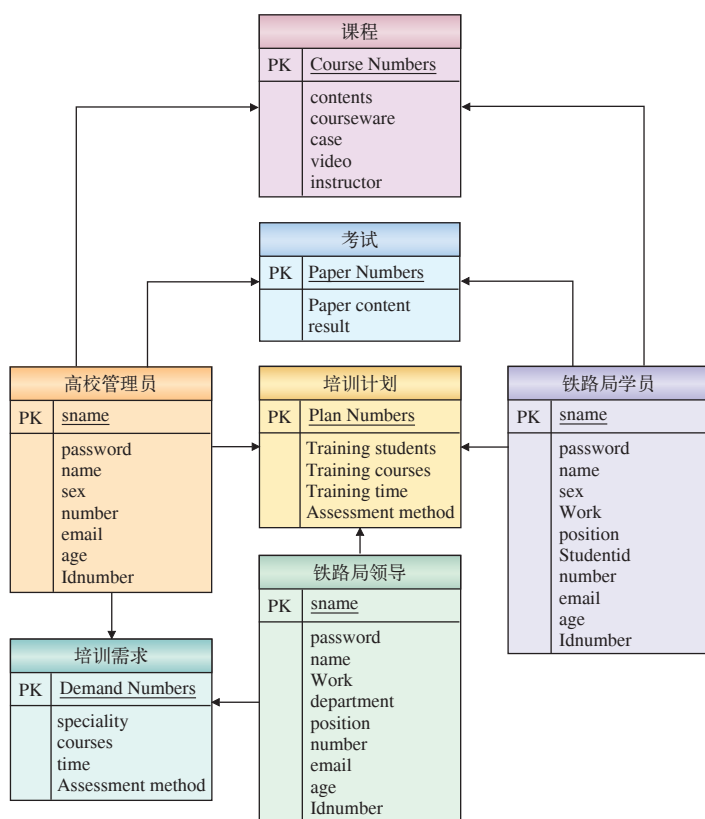 课程
PK Course Numbers
contents
courseware
case
video
instructor
考试
PK Paper Numbers
Paper content
result
高校管理员
PK sname
password
name
sex
number
email
age
Idnumber
培训计划
PK Plan Numbers
Training students
Training courses
Training time
Assessment method
铁路局学员
PK sname
password
name
sex
Work
position
Studentid
number
email
age
Idnumber
培训需求
PK Demand Numbers
speciality
courses
time
Assessment method
铁路局领导
PK sname
password
name
Work
department
position
number
email
age
Idnumber